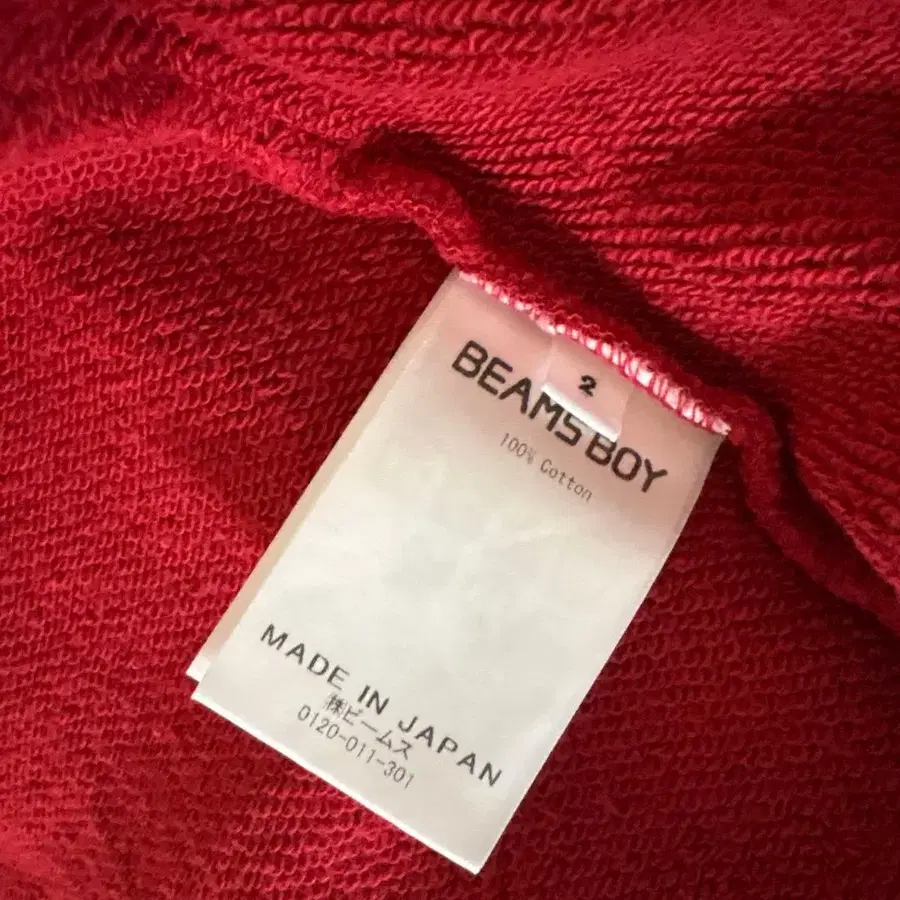 2
BEAMS BOY
100% Cotton
MADE IN JAPAN
㈱ビームス
0120-011-301